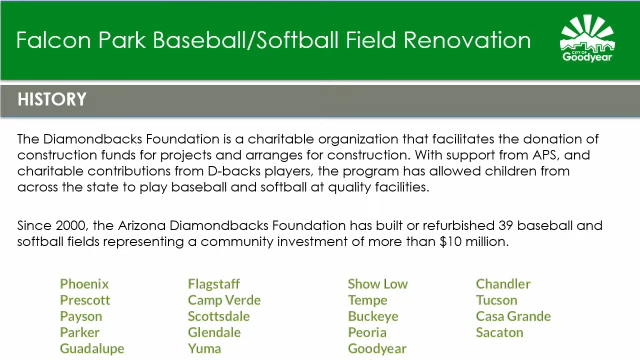 Falcon Park Baseball/Softball Field Renovation
CITY OF
Goodyear
HISTORY
The Diamondbacks Foundation is a charitable organization that facilitates the donation of
construction funds for projects and arranges for construction. With support from APS, and
charitable contributions from D-backs players, the program has allowed children from
across the state to play baseball and softball at quality facilities.
Since 2000, the Arizona Diamondbacks Foundation has built or refurbished 39 baseball and
softball fields representing a community investment of more than $10 million.
Phoenix
Prescott
Payson
Parker
Guadalupe
Flagstaff
Camp Verde
Scottsdale
Glendale
Yuma
Show Low
Tempe
Buckeye
Peoria
Goodyear
Chandler
Tucson
Casa Grande
Sacaton